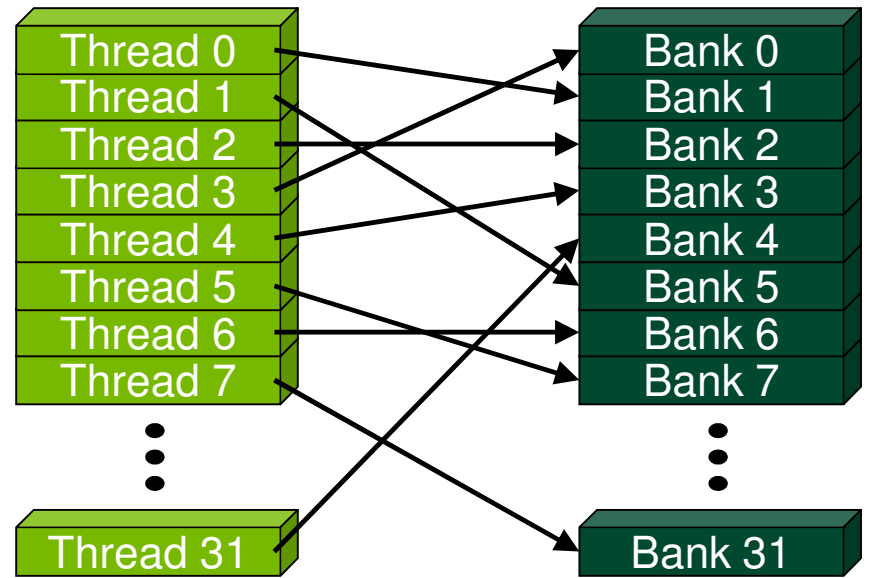 Thread 0
Thread 1
Thread 2
Thread 3
Thread 4
Thread 5
Thread 6
Thread 7
Thread 31
Bank 0
Bank 1
Bank 2
Bank 3
Bank 4
Bank 5
Bank 6
Bank 7
Bank 31